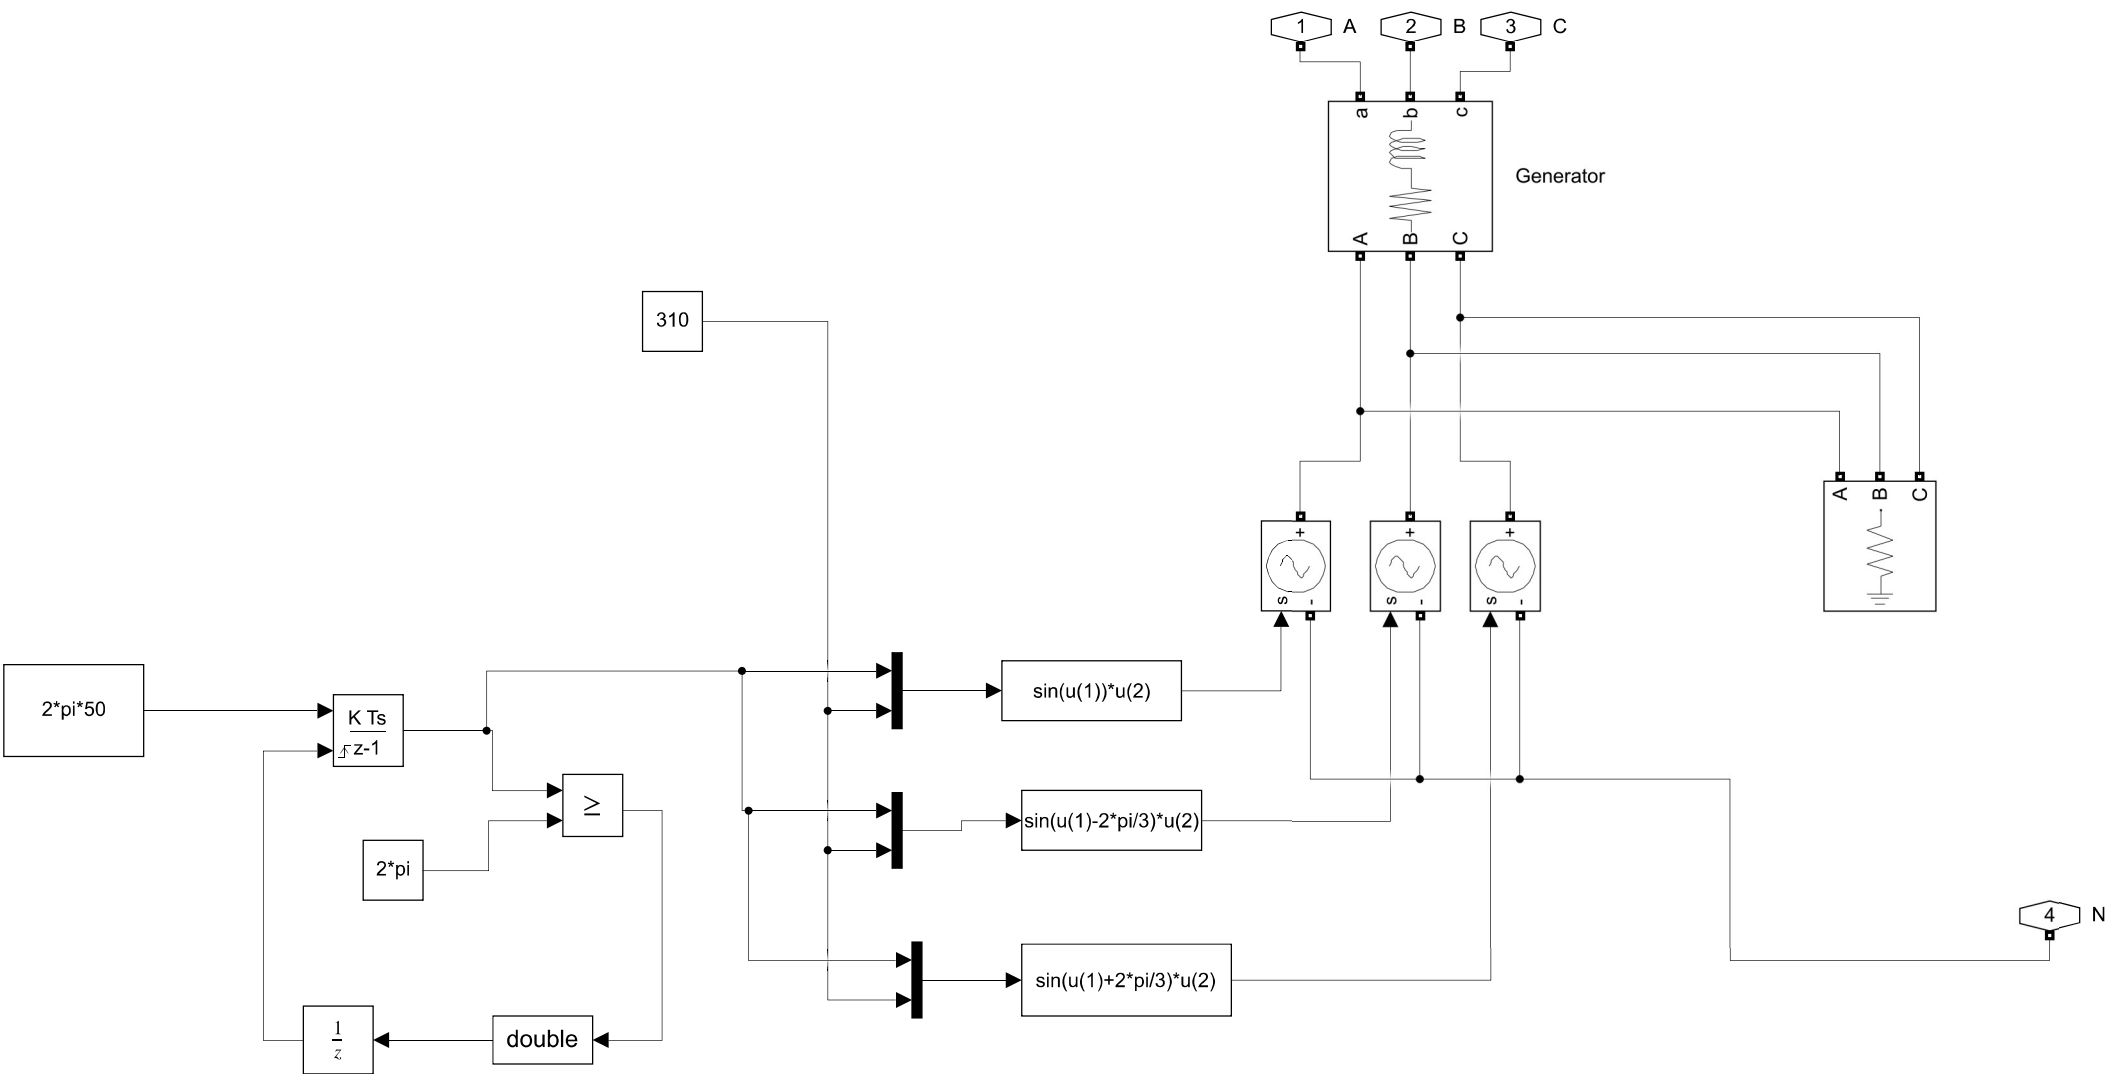 1 A 2 B 3 C
a b c
Generator
A B C
310
A B C
+ + +
s - s - s -
sin(u(1))*u(2)
2*pi*50
K Ts
z-1
≥
sin(u(1)-2*pi/3)*u(2)
2*pi
4 N
sin(u(1)+2*pi/3)*u(2)
1
z
double